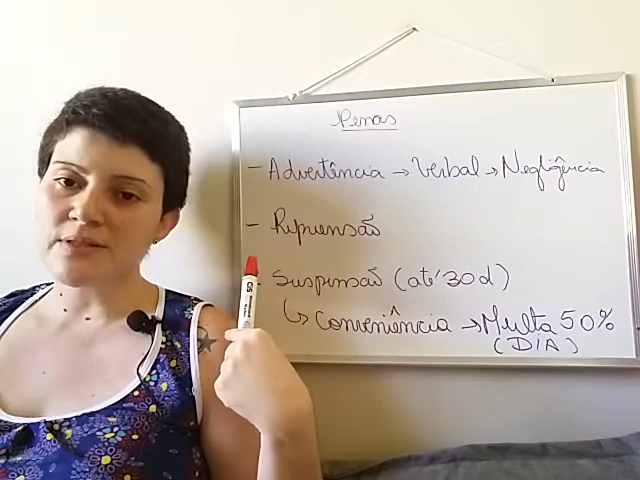 Penas
- Advertência → Verbal → Negligência
- Repreensão
- Suspensão (até 30d)
↳ Conveniência → Multa 50%
(DIA)